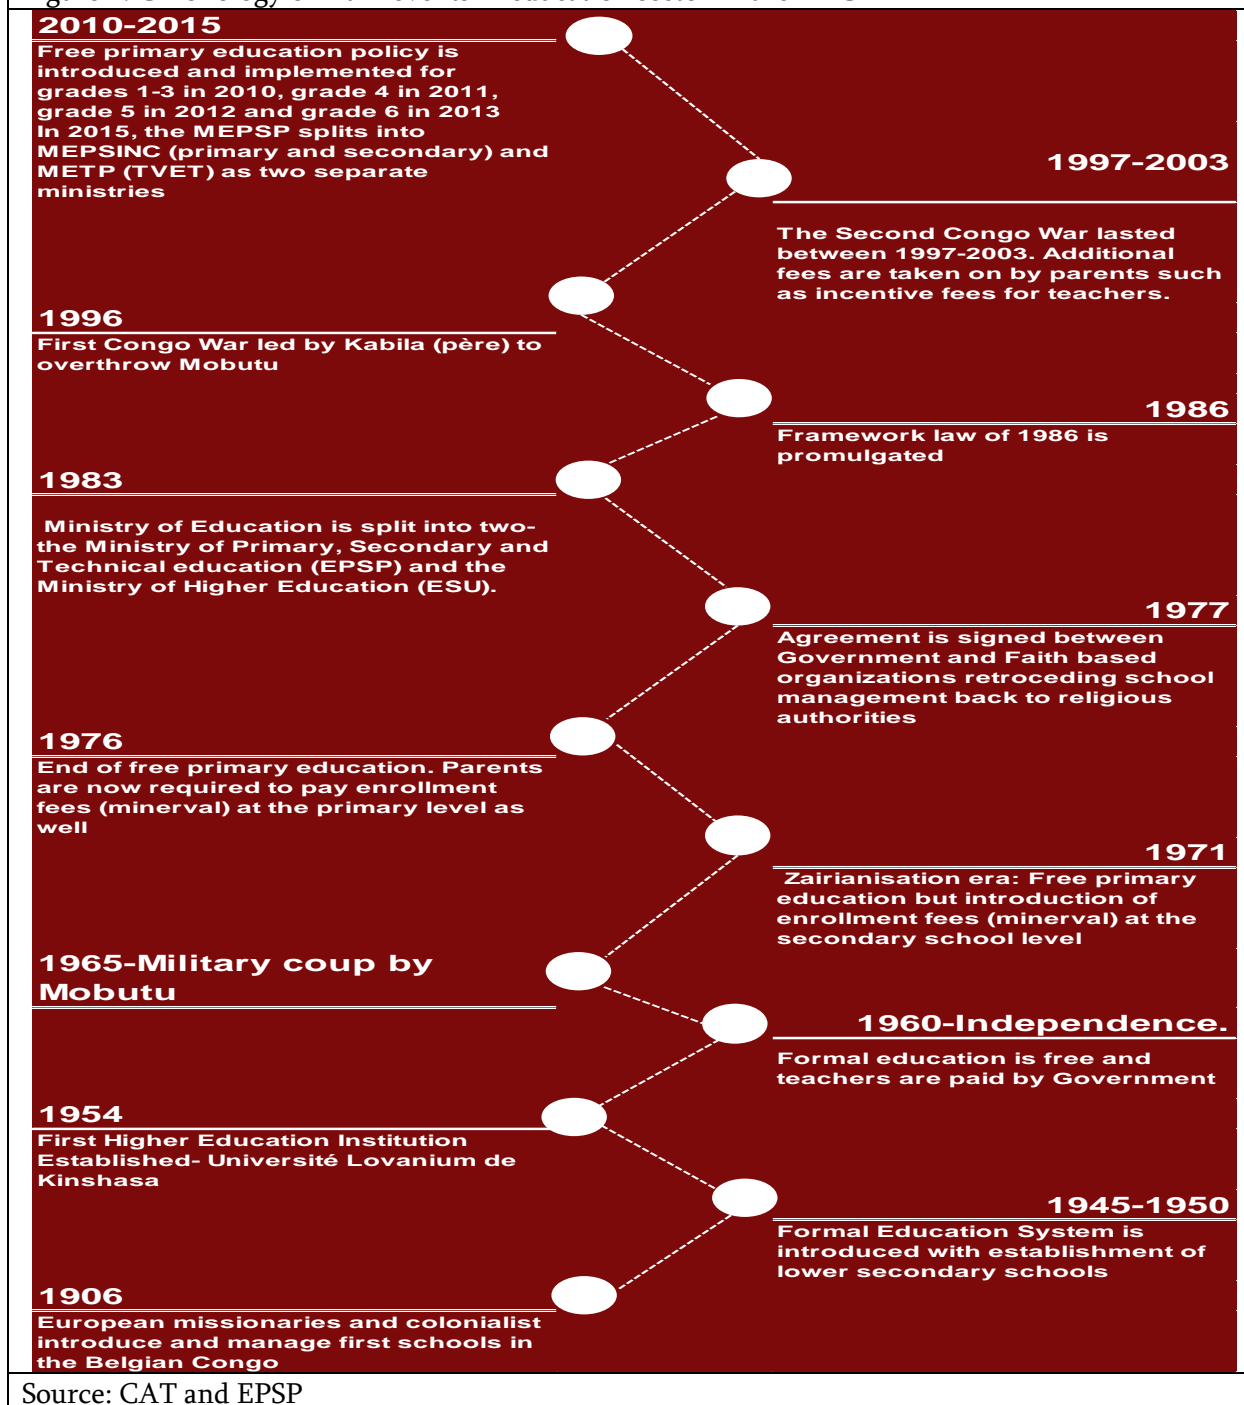 2010-2015
Free primary education policy is
introduced and implemented for
grades 1-3 in 2010, grade 4 in 2011,
grade 5 in 2012 and grade 6 in 2013
In 2015, the MEPSP splits into
MEPSINC (primary and secondary) and
METP (TVET) as two separate
ministries
1997-2003
The Second Congo War lasted
between 1997-2003. Additional
fees are taken on by parents such
as incentive fees for teachers.
1996
First Congo War led by Kabila (père) to
overthrow Mobutu
1986
Framework law of 1986 is
promulgated
1983
Ministry of Education is split into two-
the Ministry of Primary, Secondary and
Technical education (EPSP) and the
Ministry of Higher Education (ESU).
1977
Agreement is signed between
Government and Faith based
organizations retroceding school
management back to religious
authorities
1976
End of free primary education. Parents
are now required to pay enrollment
fees (minerval) at the primary level as
well
1971
Zairianisation era: Free primary
education but introduction of
enrollment fees (minerval) at the
secondary school level
1965-Military coup by
Mobutu
1960-Independence.
Formal education is free and
teachers are paid by Government
1954
First Higher Education Institution
Established- Université Lovanium de
Kinshasa
1945-1950
Formal Education System is
introduced with establishment of
lower secondary schools
1906
European missionaries and colonialist
introduce and manage first schools in
the Belgian Congo
Source: CAT and EPSP